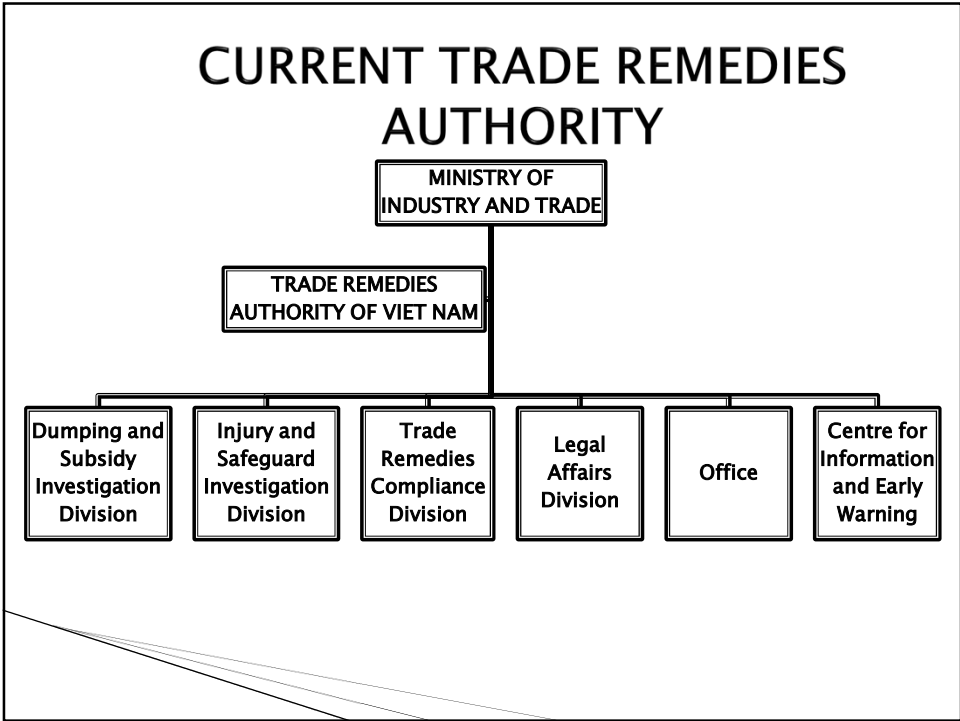 CURRENT TRADE REMEDIES
AUTHORITY
MINISTRY OF
INDUSTRY AND TRADE
TRADE REMEDIES
AUTHORITY OF VIET NAM
Dumping and
Subsidy
Investigation
Division
Injury and
Safeguard
Investigation
Division
Trade
Remedies
Compliance
Division
Legal
Affairs
Division
Office
Centre for
Information
and Early
Warning